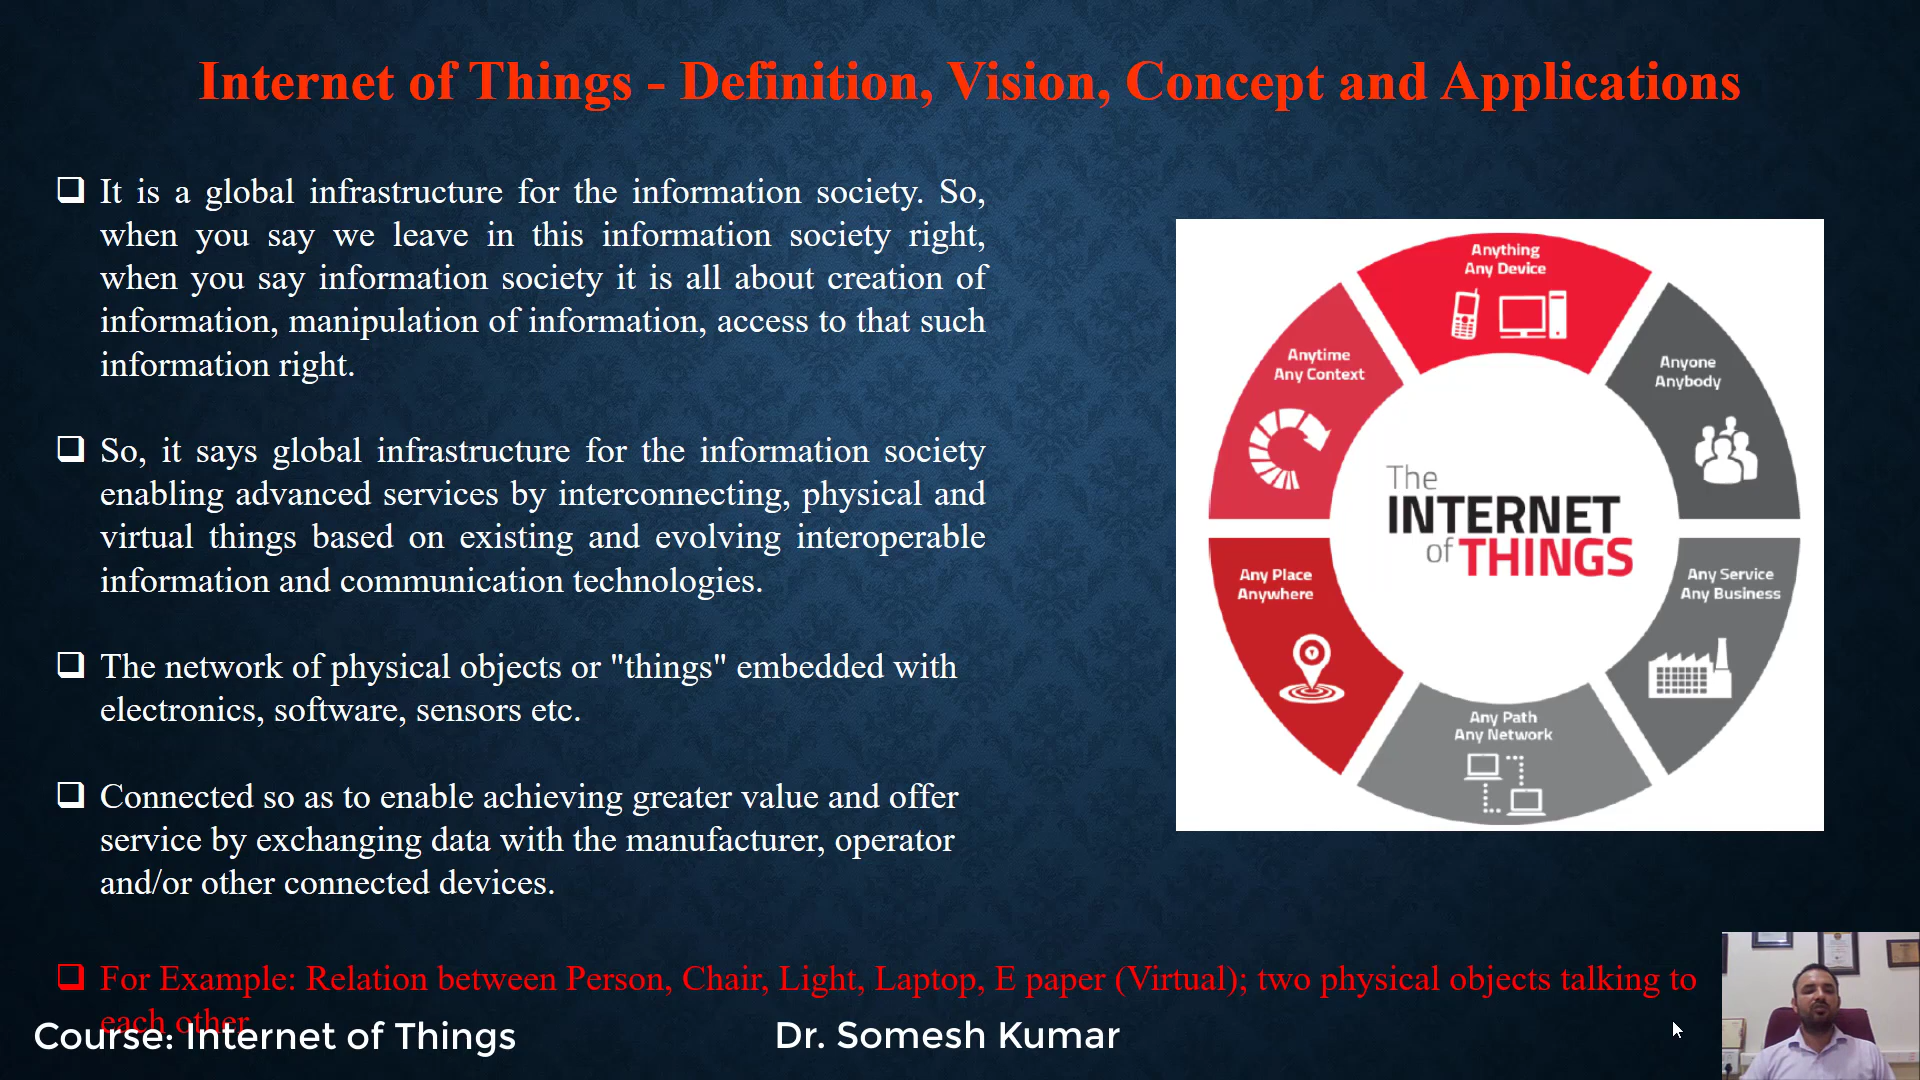 Internet of Things - Definition, Vision, Concept and Applications
It is a global infrastructure for the information society. So,
when you say we leave in this information society right,
when you say information society it is all about creation of
information, manipulation of information, access to that such
information right.
So, it says global infrastructure for the information society
enabling advanced services by interconnecting, physical and
virtual things based on existing and evolving interoperable
information and communication technologies.
The network of physical objects or "things" embedded with
electronics, software, sensors etc.
Connected so as to enable achieving greater value and offer
service by exchanging data with the manufacturer, operator
and/or other connected devices.
For Example: Relation between Person, Chair, Light, Laptop, E paper (Virtual); two physical objects talking to
each other
Anything
Any Device
Anyone
Anybody
Any Service
Any Business
Any Path
Any Network
Any Place
Anywhere
Anytime
Any Context
The
INTERNET
of THINGS
Course: Internet of Things
Dr. Somesh Kumar